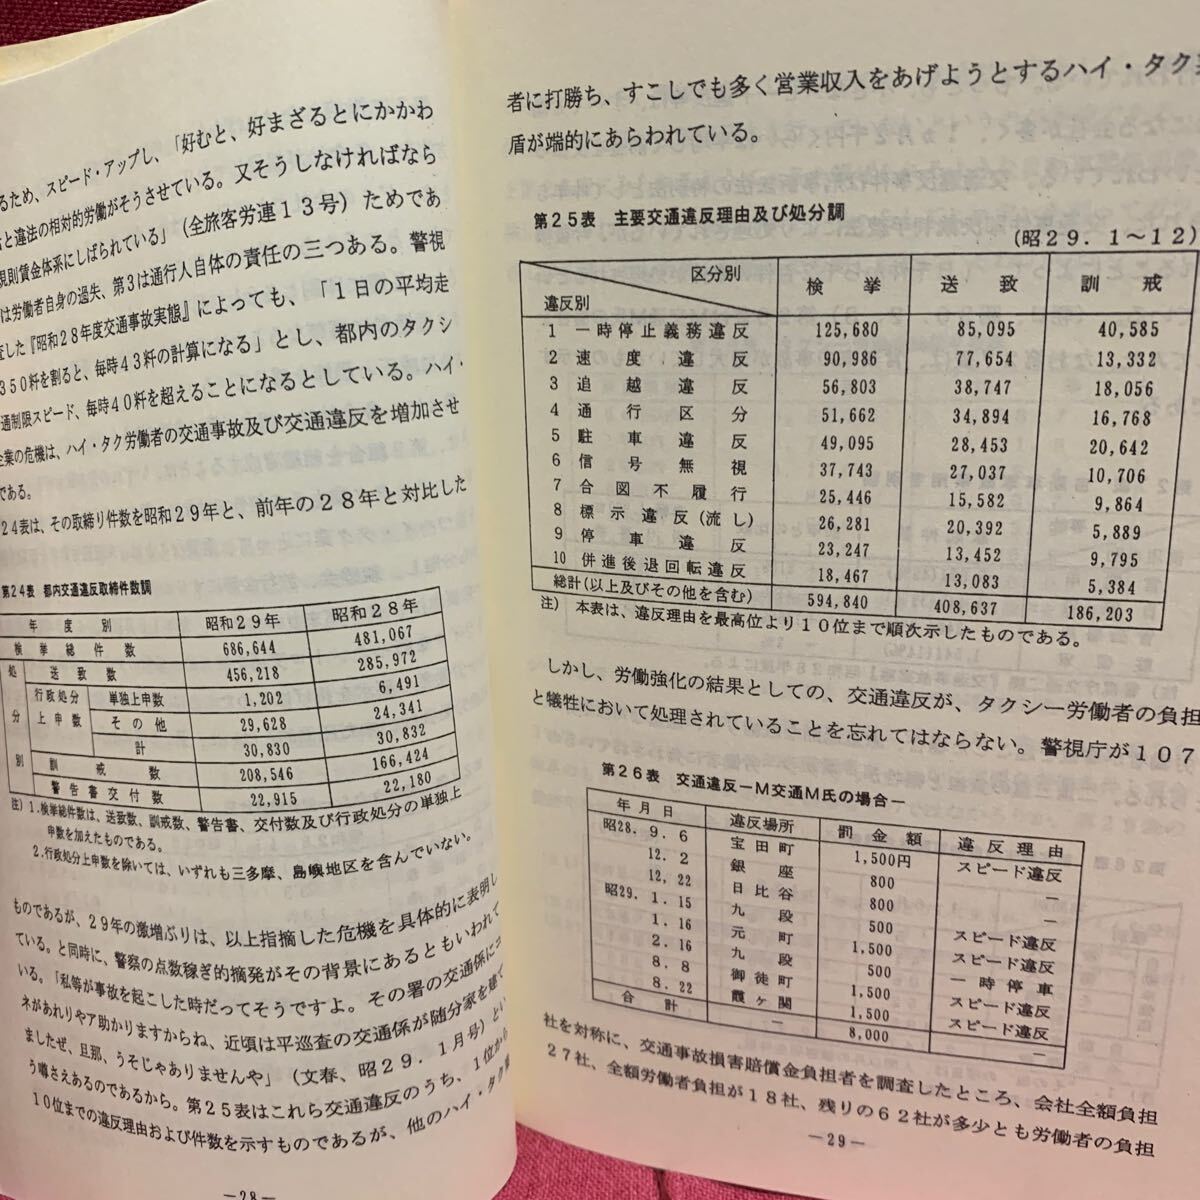 るため、スピード・アップし、「好むと、好まざるとにかかわ
と違法の相対的労働がそうさせている。又そうしなければなら
規則賃金体系にしばられている」(全旅客労連13号)ためであ
は労働者自身の過失、第3は通行人自体の責任の三つある。警視
した『昭和28年度交通事故実態』によっても、「1日の平均走
350粁を割ると、毎時43粁の計算になる」とし、都内のタクシ
通制限スピード、毎時40粁を超えることになるとしている。ハイ・
企業の危機は、ハイ・タク労働者の交通事故及び交通違反を増加させ
である。
24表は、その取締り件数を昭和29年と、前年の28年と対比した
第24表 都内交通違反取締件数調
年度別 昭和29年 昭和28年
検挙総件数 686,644 481,067
処分別 送致数 456,218 285,972
行政処分上申数 単独上申数 1,202 6,491
その他 29,628 24,341
計 30,830 30,832
訓戒数 208,546 166,424
警告書交付数 22,915 22,180
注) 1.検挙総件数は、送致数、訓戒数、警告書、交付数及び行政処分の単独上
申数を加えたものである。
2.行政処分上申数を除いては、いずれも三多摩、島嶼地区を含んでいない。
ものであるが、29年の激増ぶりは、以上指摘した危機を具体的に表明し
ている。と同時に、警察の点数稼ぎ的摘発がその背景にあるともいわれて
いる。「私等が事故を起こした時だってそうですよ。その署の交通係にコ
ネがあれりやア助かりますからね、近頃は平巡査の交通係が随分家を建て
ましたぜ、旦那、うそじゃありませんや」(文春、昭29.1月号)とい
う噂さえあるのであるから。第25表はこれら交通違反のうち、1位から
10位までの違反理由および件数を示すものであるが、他のハイ・タク
—28—
者に打勝ち、すこしでも多く営業収入をあげようとするハイ・タク
盾が端的にあらわれている。
第25表 主要交通違反理由及び処分調
(昭29.1~12)
区分別 違反別 検挙 送致 訓戒
1 一時停止義務違反 125,680 85,095 40,585
2 速度違反 90,986 77,654 13,332
3 追越違反 56,803 38,747 18,056
4 通行区分 51,662 34,894 16,768
5 駐車違反 49,095 28,453 20,642
6 信号無視 37,743 27,037 10,706
7 合図不履行 25,446 15,582 9,864
8 標示違反(流し) 26,281 20,392 5,889
9 停車違反 23,247 13,452 9,795
10 併進後退回転違反 18,467 13,083 5,384
総計(以上及びその他を含む) 594,840 408,637 186,203
注) 本表は、違反理由を最高位より10位まで順次示したものである。
しかし、労働強化の結果としての、交通違反が、タクシー労働者の負担
と犠牲において処理されていることを忘れてはならない。警視庁が107
第26表 交通違反—M交通M氏の場合—
年月日 違反場所 罰金額 違反理由
昭28.9.6 宝田町 1,500円 スピード違反
12.2 銀座 800 —
12.22 日比谷 800 —
昭29.1.15 九段 500 スピード違反
1.16 元町 1,500 スピード違反
2.16 九段 500 一時停車
8.8 御徒町 1,500 スピード違反
8.22 霞ヶ関 1,500 スピード違反
合計 — 8,000 —
社を対称に、交通事故損害賠償金負担者を調査したところ、会社全額負担
27社、全額労働者負担が18社、残りの62社が多少とも労働者の負担
—29—